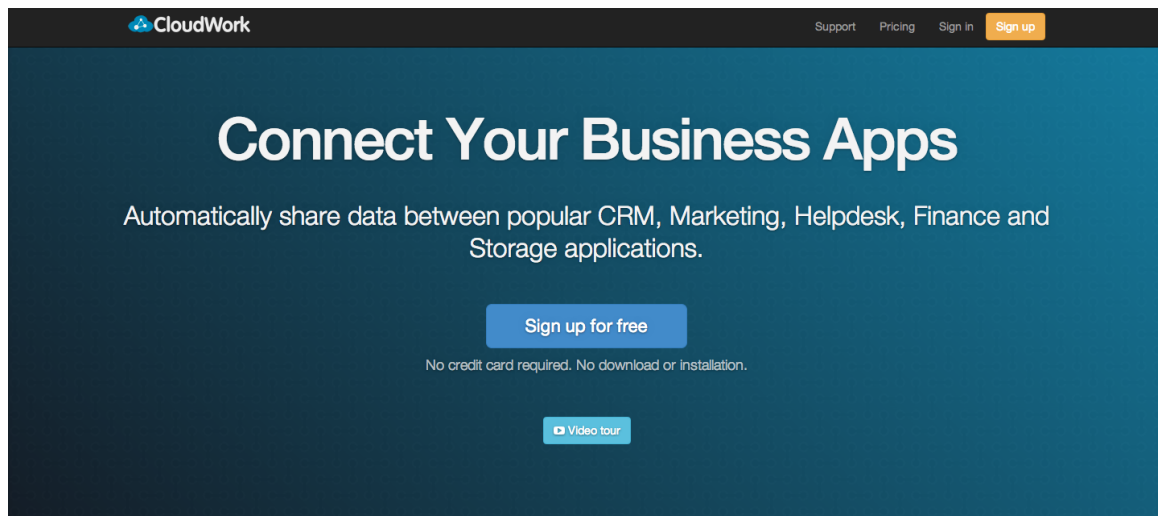 CloudWork
Support Pricing Sign in Sign up
Connect Your Business Apps
Automatically share data between popular CRM, Marketing, Helpdesk, Finance and
Storage applications.
Sign up for free
No credit card required. No download or installation.
Video tour